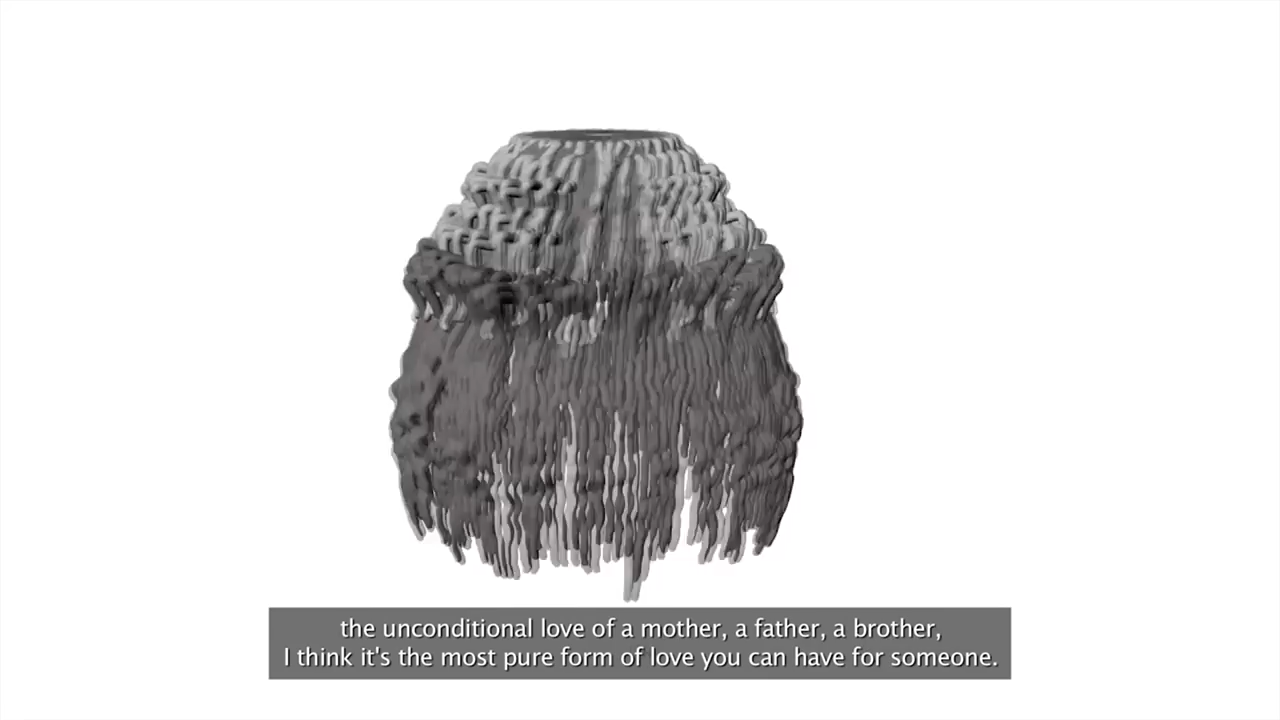 the unconditional love of a mother, a father, a brother,
I think it's the most pure form of love you can have for someone.